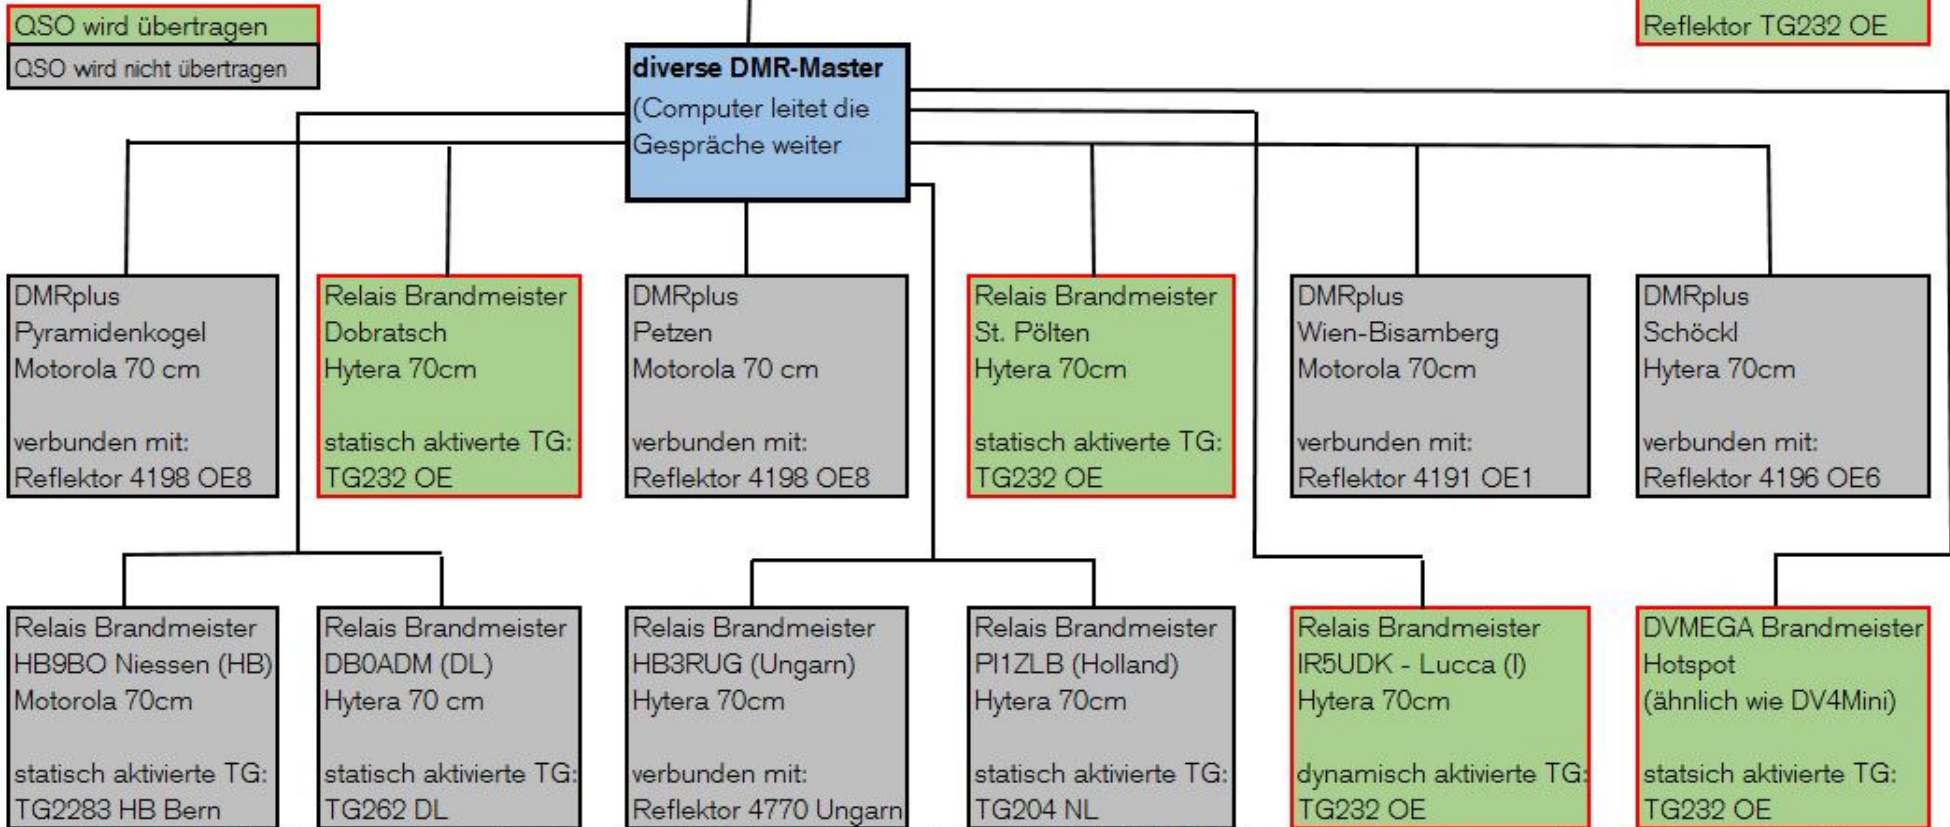 QSO wird übertragen
QSO wird nicht übertragen
Reflektor TG232 OE
diverse DMR-Master
(Computer leitet die
Gespräche weiter
DMRplus
Pyramidenkogel
Motorola 70 cm
verbunden mit:
Reflektor 4198 OE8
Relais Brandmeister
Dobratsch
Hytera 70cm
statisch aktivierte TG:
TG232 OE
DMRplus
Petzen
Motorola 70 cm
verbunden mit:
Reflektor 4198 OE8
Relais Brandmeister
St. Pölten
Hytera 70cm
statisch aktivierte TG:
TG232 OE
DMRplus
Wien-Bisamberg
Motorola 70cm
verbunden mit:
Reflektor 4191 OE1
DMRplus
Schöckl
Hytera 70cm
verbunden mit:
Reflektor 4196 OE6
Relais Brandmeister
HB9BO Niessen (HB)
Motorola 70cm
statisch aktivierte TG:
TG2283 HB Bern
Relais Brandmeister
DB0ADM (DL)
Hytera 70 cm
statisch aktivierte TG:
TG262 DL
Relais Brandmeister
HB3RUG (Ungarn)
Hytera 70cm
verbunden mit:
Reflektor 4770 Ungarn
Relais Brandmeister
PI1ZLB (Holland)
Hytera 70cm
statisch aktivierte TG:
TG204 NL
Relais Brandmeister
IR5UDK - Lucca (I)
Hytera 70cm
dynamisch aktivierte TG:
TG232 OE
DVMEGA Brandmeister
Hotspot
(ähnlich wie DV4Mini)
statsich aktivierte TG:
TG232 OE